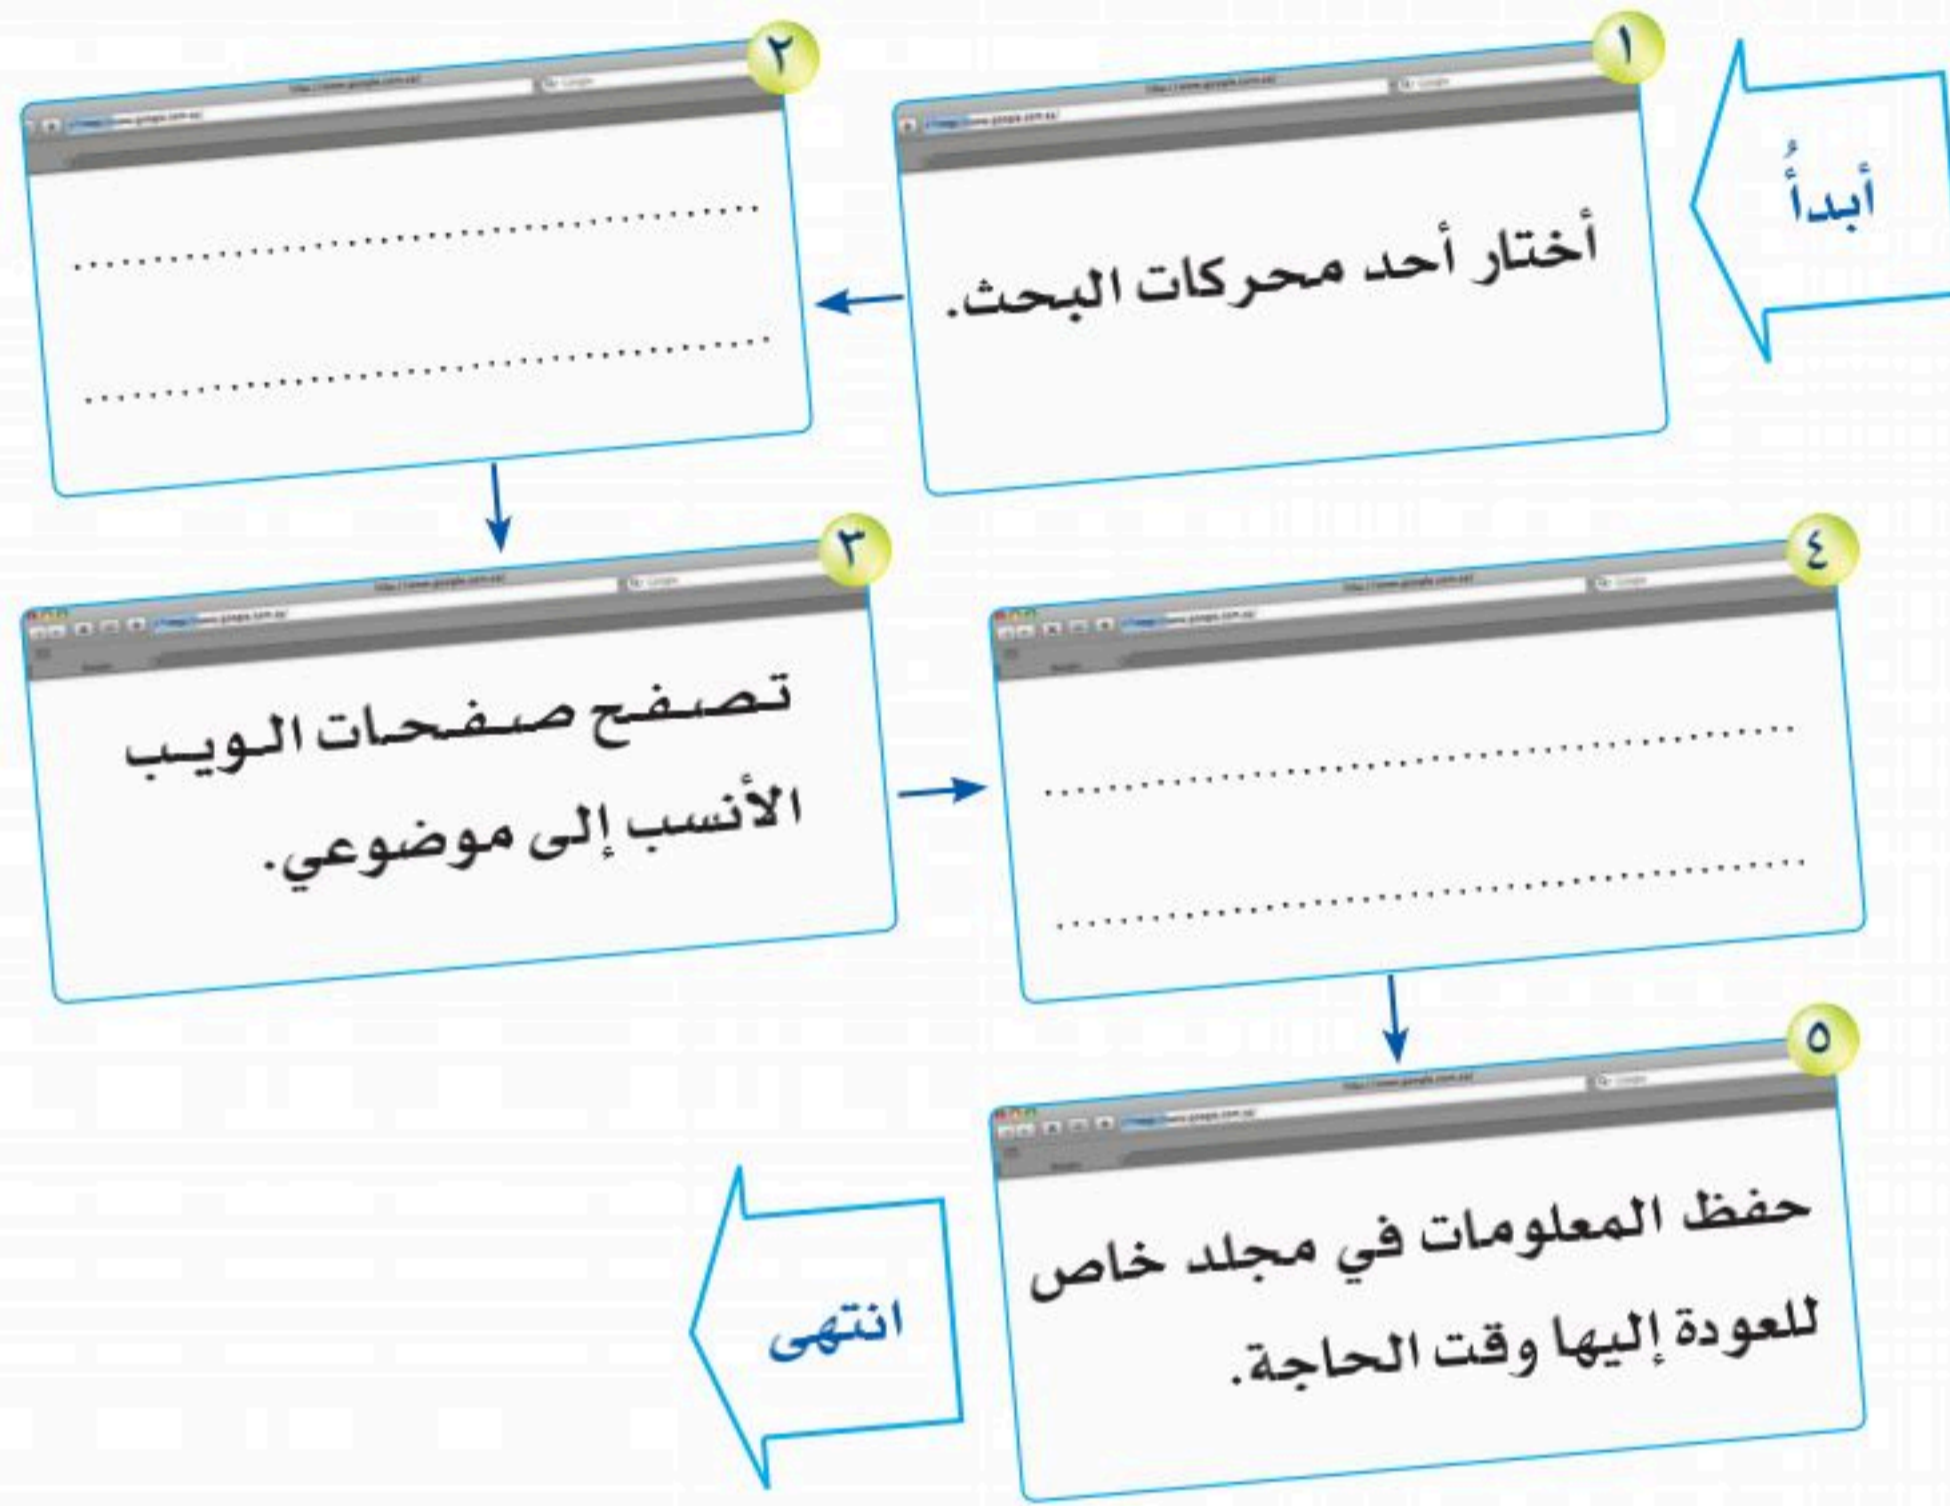 أبدأُ
١
أختار أحد محركات البحث.
٢
........................................
........................................
٣
تصفح صفحات الويب
الأنسب إلى موضوعي.
٤
........................................
........................................
٥
حفظ المعلومات في مجلد خاص
للعودة إليها وقت الحاجة.
انتهى